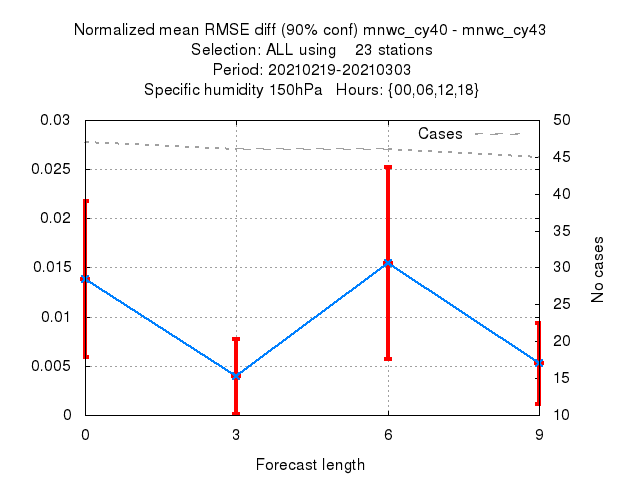 Normalized mean RMSE diff (90% conf) mnwc_cy40 - mnwc_cy43
Selection: ALL using 23 stations
Period: 20210219-20210303
Specific humidity 150hPa Hours: {00,06,12,18}
0.03
0.025
0.02
0.015
0.01
0.005
0
Cases
50
45
40
35
30
25
20
15
10
No cases
0 3 6 9
Forecast length